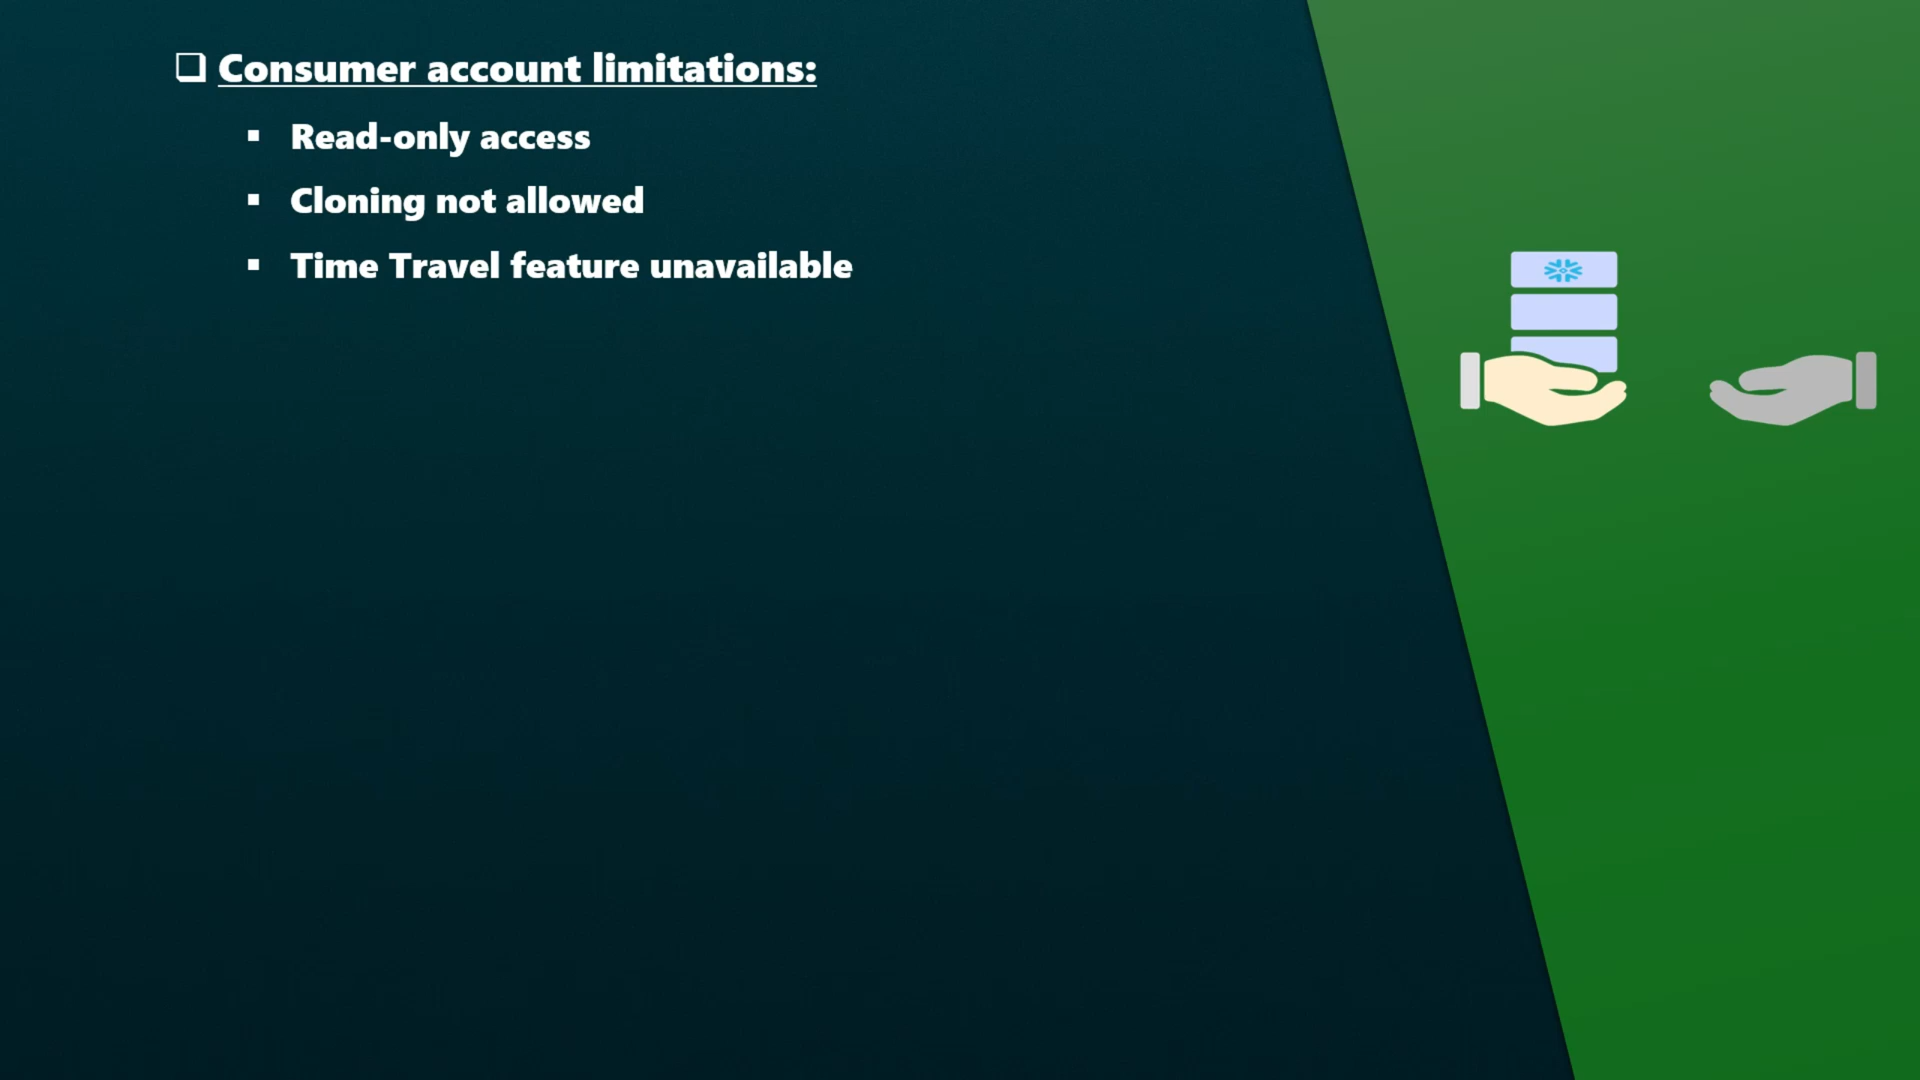 Consumer account limitations:
Read-only access
Cloning not allowed
Time Travel feature unavailable